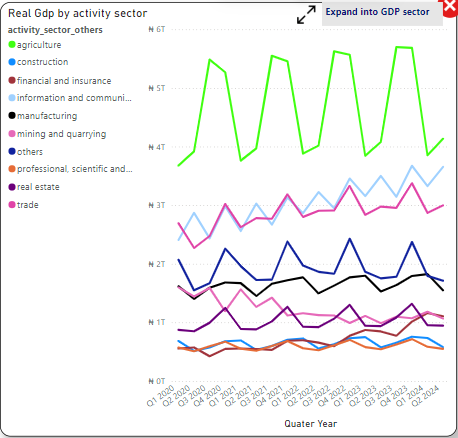 Real Gdp by activity sector
Expand into GDP sector
activity_sector_others
agriculture
construction
financial and insurance
information and communi...
manufacturing
mining and quarrying
others
professional, scientific and...
real estate
trade
₦ 6T
₦ 5T
₦ 4T
₦ 3T
₦ 2T
₦ 1T
₦ 0T
Q1 2020
Q2 2020
Q3 2020
Q4 2020
Q1 2021
Q2 2021
Q3 2021
Q4 2021
Q1 2022
Q2 2022
Q3 2022
Q4 2022
Q1 2023
Q2 2023
Q3 2023
Q4 2023
Q1 2024
Q2 2024
Quater Year